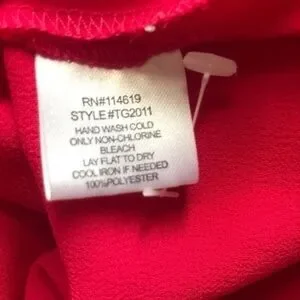 RN#114619
STYLE#TG2011
HAND WASH COLD
ONLY NON-CHLORINE
BLEACH
LAY FLAT TO DRY
COOL IRON IF NEEDED
100%POLYESTER